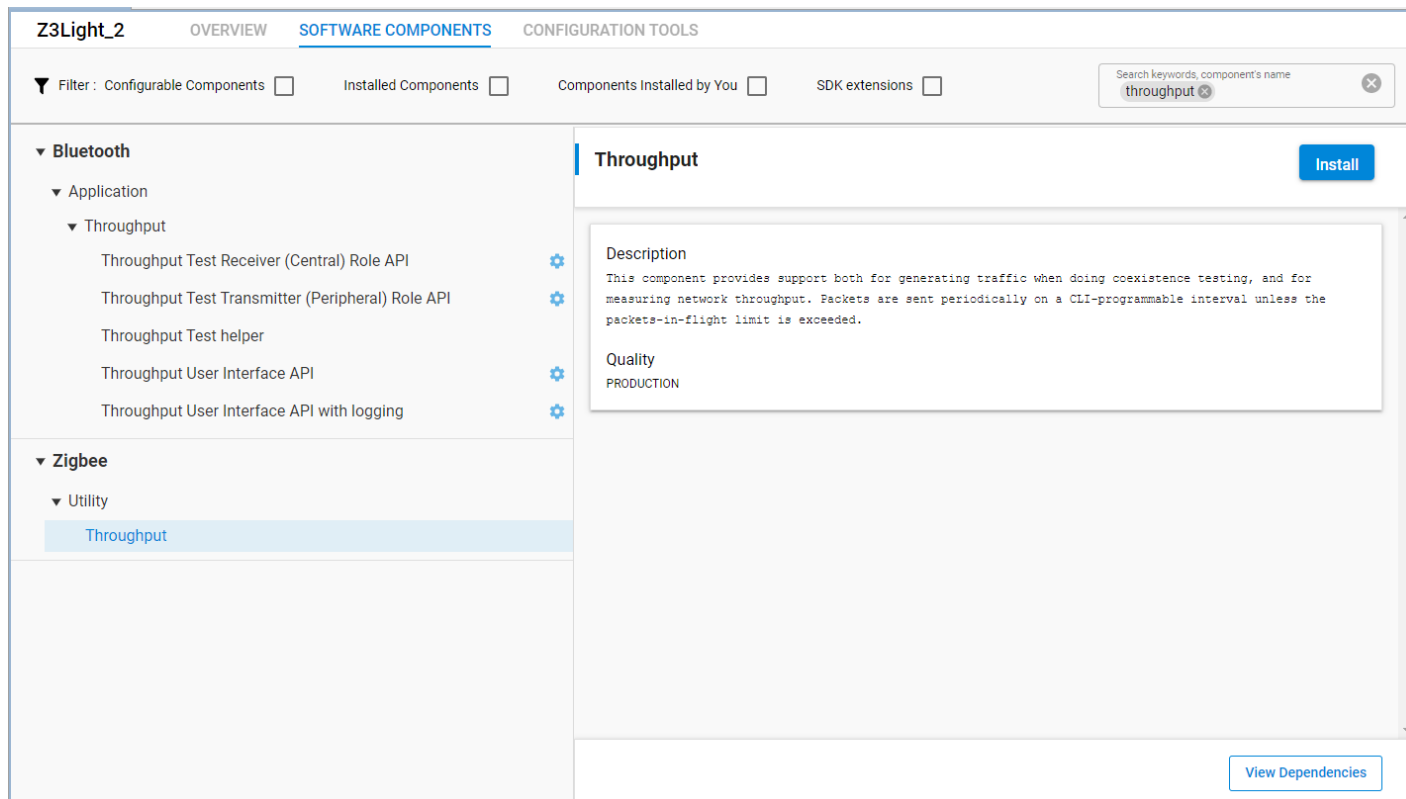 Z3Light_2 OVERVIEW SOFTWARE COMPONENTS CONFIGURATION TOOLS
Filter : Configurable Components Installed Components Components Installed by You SDK extensions
Search keywords, component's name
throughput
Bluetooth
Application
Throughput
Throughput Test Receiver (Central) Role API
Throughput Test Transmitter (Peripheral) Role API
Throughput Test helper
Throughput User Interface API
Throughput User Interface API with logging
Zigbee
Utility
Throughput
Throughput
Install
Description
This component provides support both for generating traffic when doing coexistence testing, and for
measuring network throughput. Packets are sent periodically on a CLI-programmable interval unless the
packets-in-flight limit is exceeded.
Quality
PRODUCTION
View Dependencies